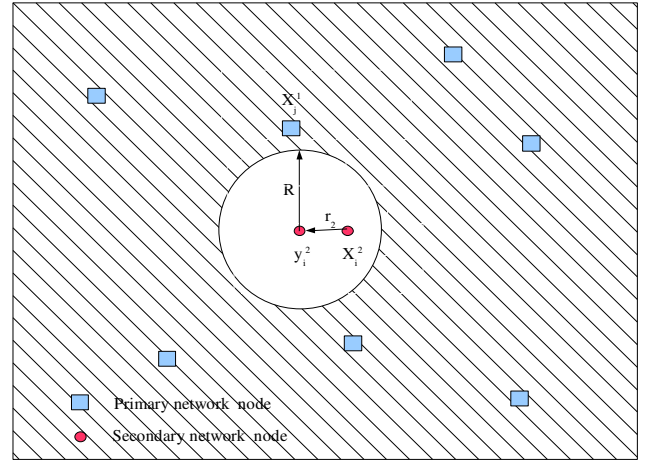 X_j^1
R
r_2
y_i^2 X_i^2
Primary network node
Secondary network node